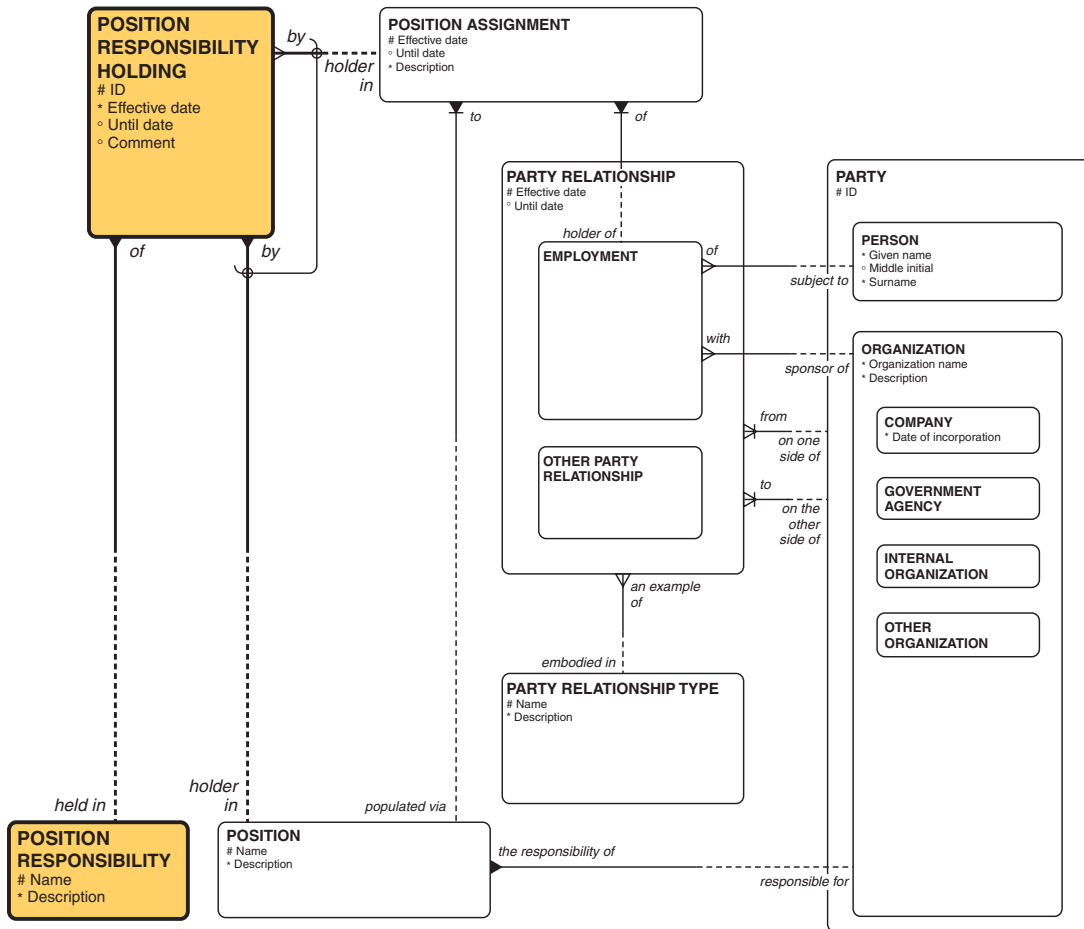 POSITION
RESPONSIBILITY
HOLDING
# ID
* Effective date
° Until date
° Comment
by
holder
in
POSITION ASSIGNMENT
# Effective date
° Until date
* Description
to
of
of
by
PARTY RELATIONSHIP
# Effective date
° Until date
holder of
EMPLOYMENT
of
subject to
with
sponsor of
OTHER PARTY
RELATIONSHIP
from
on one
side of
to
on the
other
side of
PARTY
# ID
PERSON
* Given name
° Middle initial
* Surname
ORGANIZATION
* Organization name
* Description
COMPANY
* Date of incorporation
GOVERNMENT
AGENCY
INTERNAL
ORGANIZATION
OTHER
ORGANIZATION
an example
of
embodied in
PARTY RELATIONSHIP TYPE
# Name
* Description
held in
holder
in
populated via
POSITION
RESPONSIBILITY
# Name
* Description
POSITION
# Name
* Description
the responsibility of
responsible for